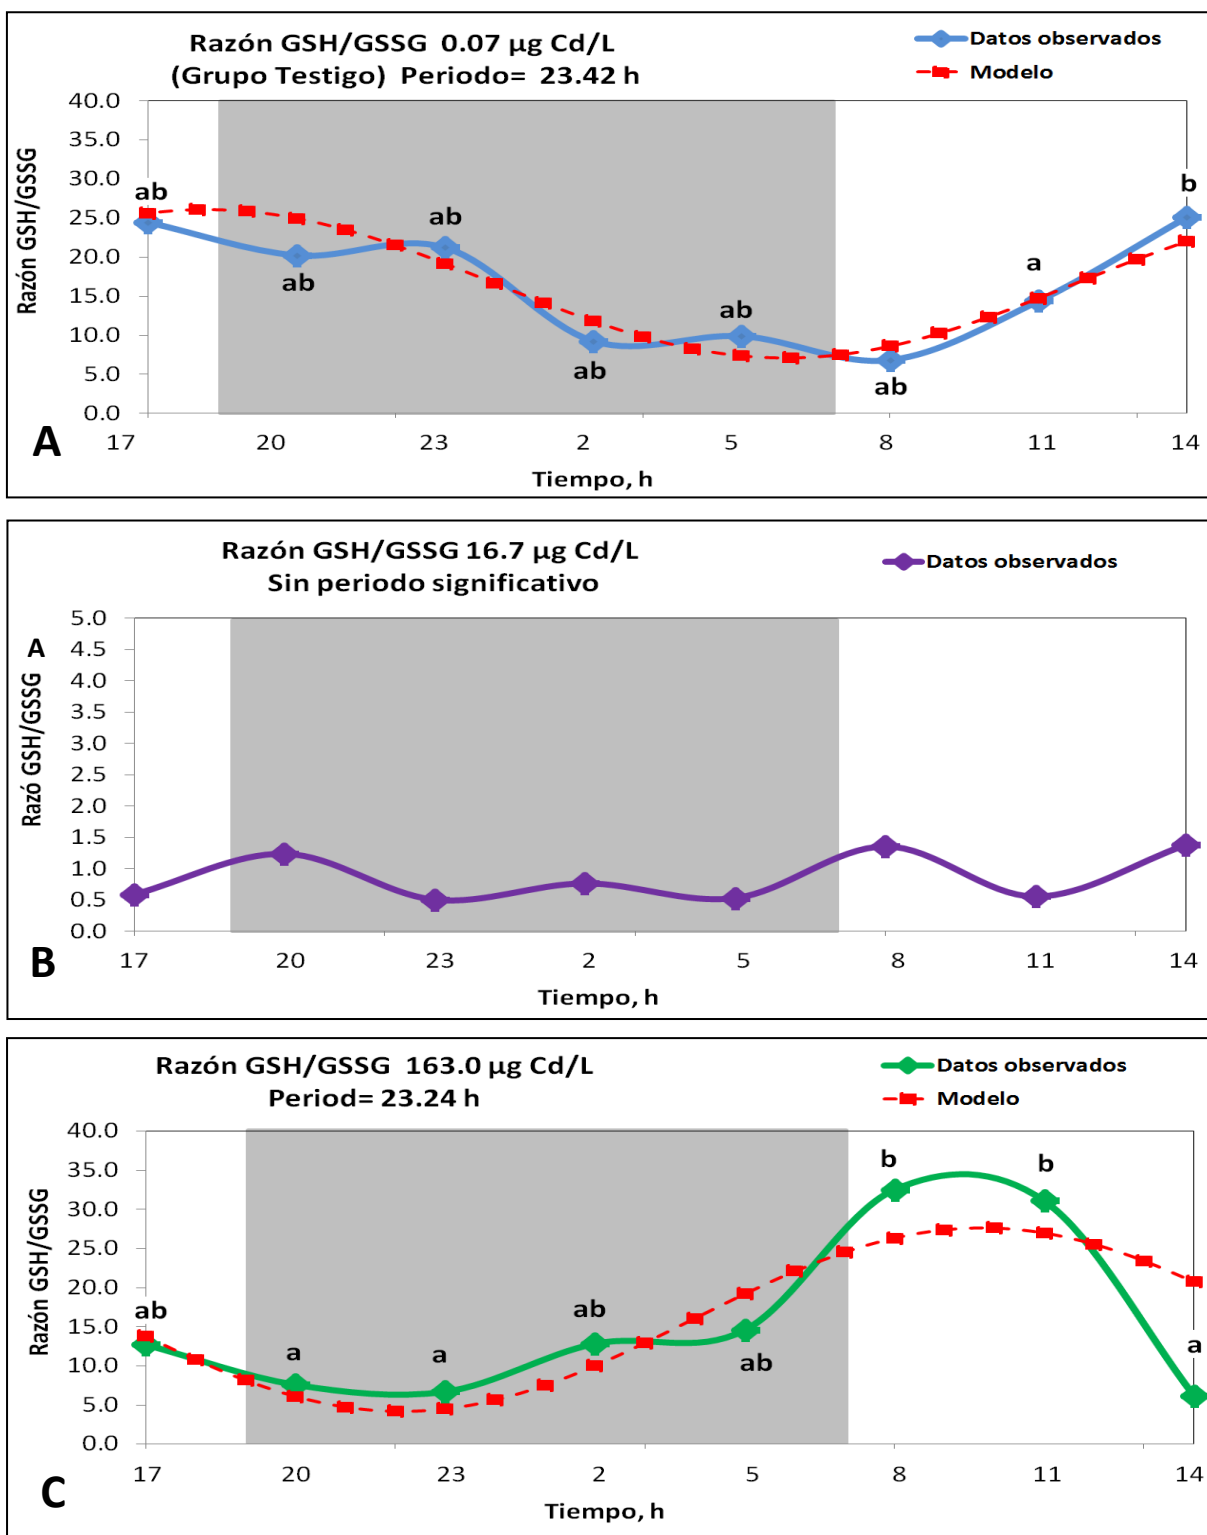 Razón GSH/GSSG 0.07 µg Cd/L
(Grupo Testigo) Periodo= 23.42 h
Datos observados
Modelo
Razón GSH/GSSG
40.0
35.0
30.0
25.0
20.0
15.0
10.0
5.0
0.0
ab
ab
ab
ab
ab
ab
a
b
17 20 23 2 5 8 11 14
Tiempo, h
A
Razón GSH/GSSG 16.7 µg Cd/L
Sin periodo significativo
Datos observados
A
Razó GSH/GSSG
5.0
4.5
4.0
3.5
3.0
2.5
2.0
1.5
1.0
0.5
0.0
17 20 23 2 5 8 11 14
Tiempo, h
B
Razón GSH/GSSG 163.0 µg Cd/L
Period= 23.24 h
Datos observados
Modelo
Razón GSH/GSSG
40.0
35.0
30.0
25.0
20.0
15.0
10.0
5.0
0.0
ab
a
a
ab
ab
b
b
a
17 20 23 2 5 8 11 14
Tiempo, h
C